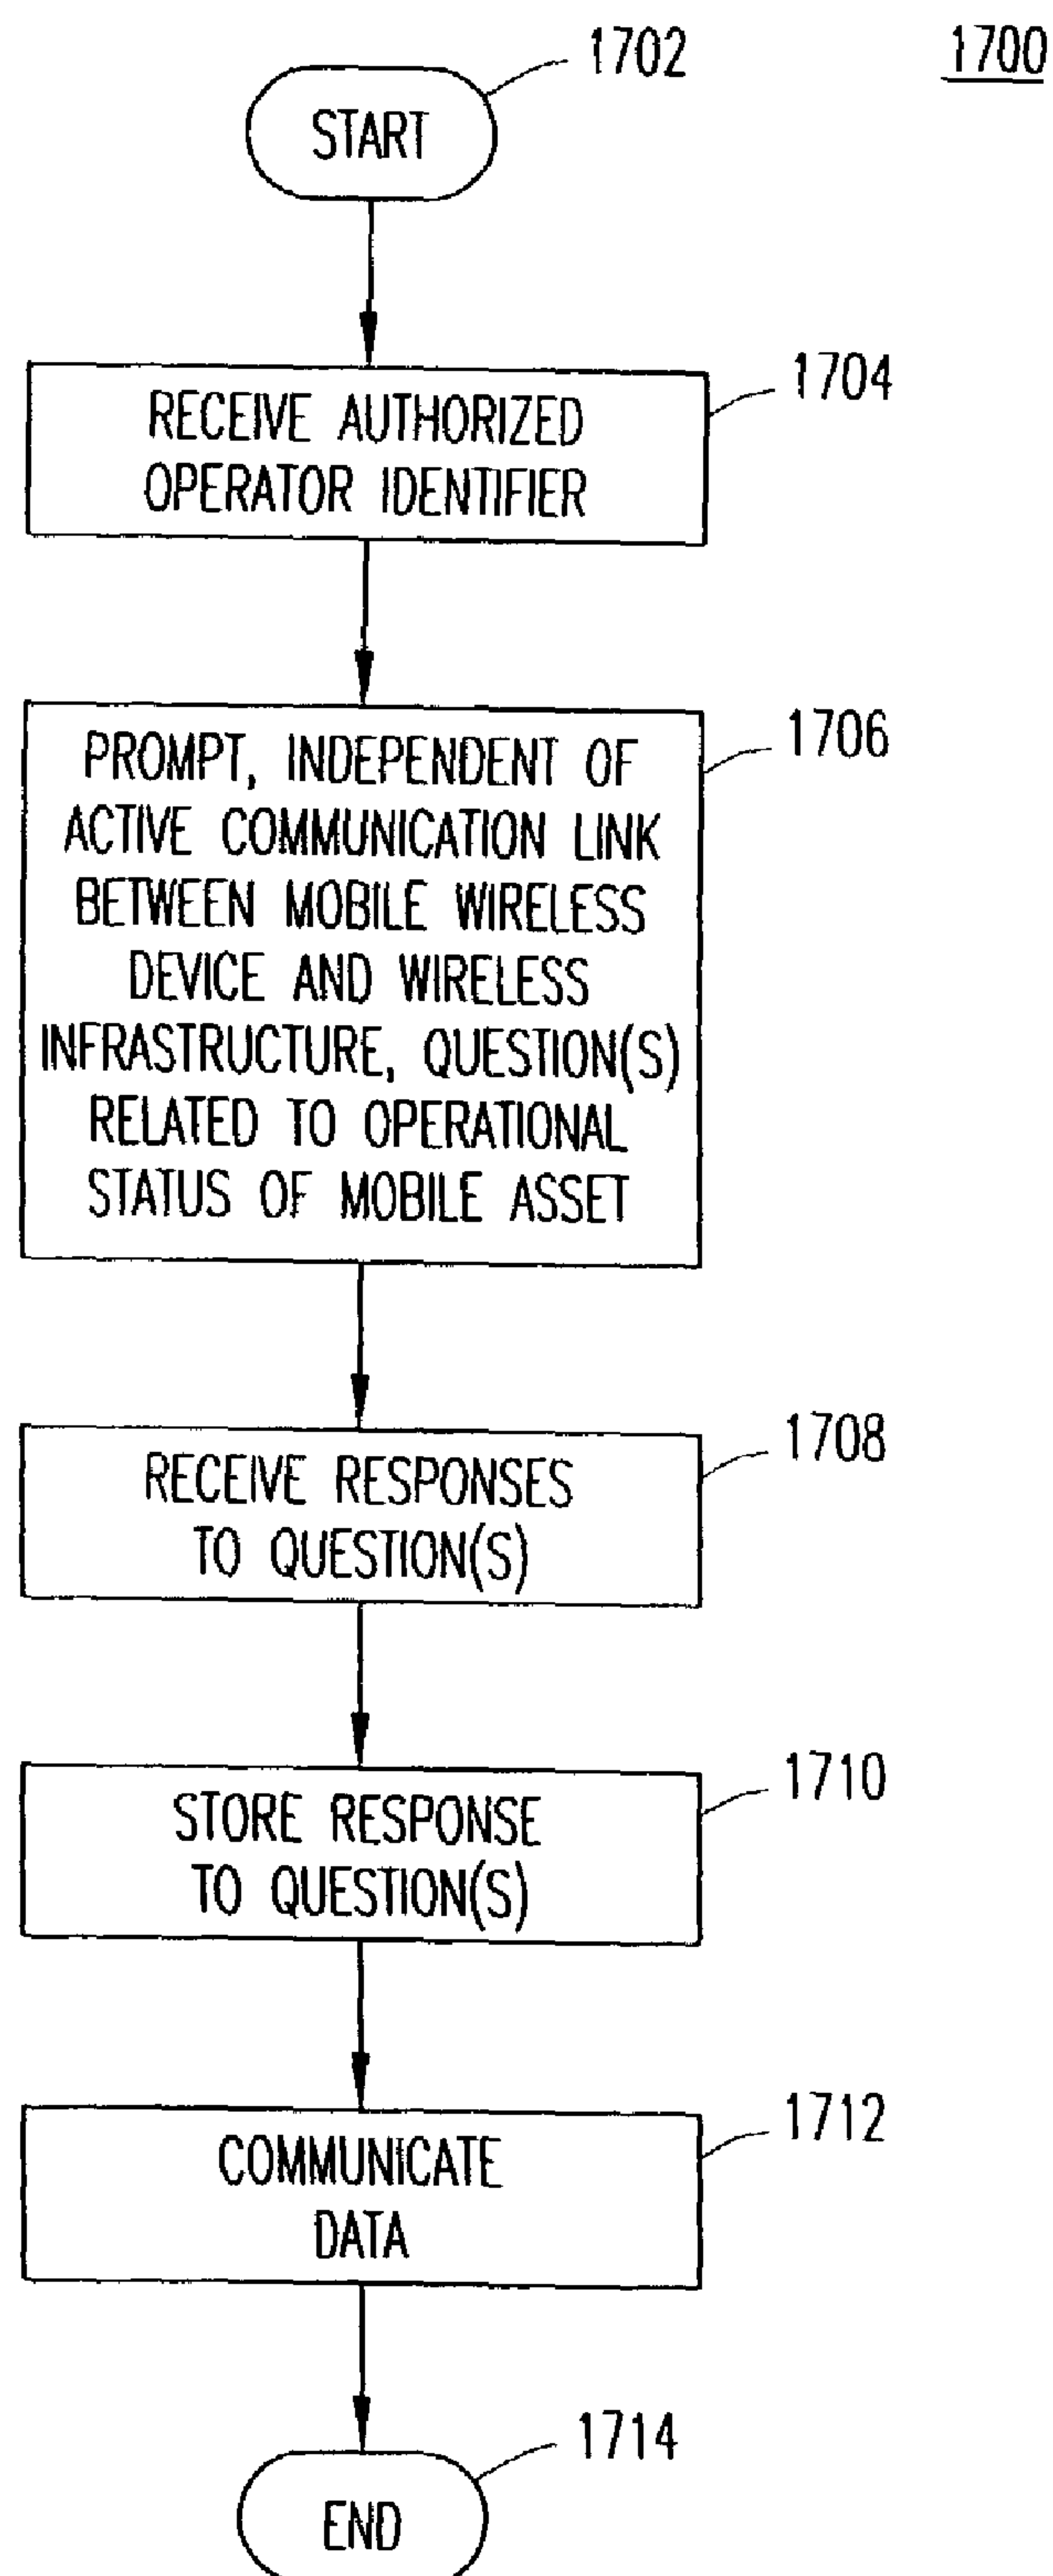 1702
1700
START
1704
RECEIVE AUTHORIZED
OPERATOR IDENTIFIER
1706
PROMPT, INDEPENDENT OF
ACTIVE COMMUNICATION LINK
BETWEEN MOBILE WIRELESS
DEVICE AND WIRELESS
INFRASTRUCTURE, QUESTION(S)
RELATED TO OPERATIONAL
STATUS OF MOBILE ASSET
1708
RECEIVE RESPONSES
TO QUESTION(S)
1710
STORE RESPONSE
TO QUESTION(S)
1712
COMMUNICATE
DATA
1714
END